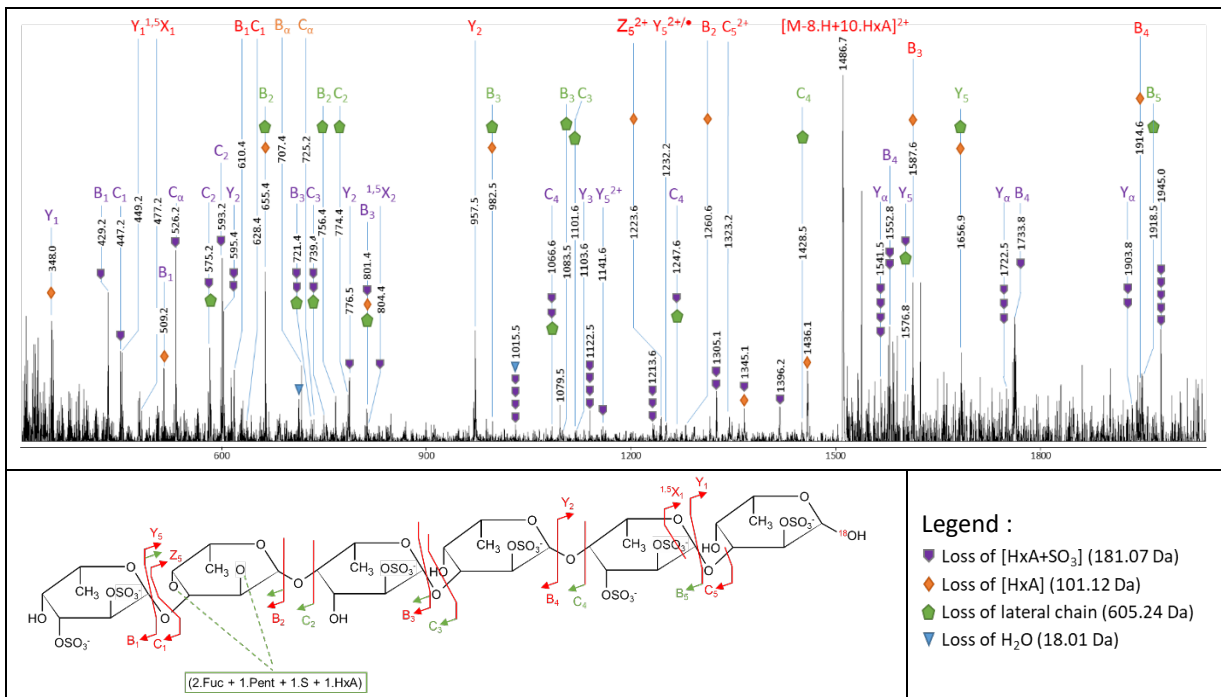 Y₁ ¹,⁵X₁ B₁ C₁ Bα Cα Y₂ Z₅²⁺ Y₅²⁺/• B₂ C₅²⁺ [M-8.H+10.HxA]²⁺ B₃ B₄
B₂ B₂ C₂ B₃ B₃ C₃ C₄ Y₅ B₅
C₂ B₄
Y₁ B₁ C₁ Cα C₂ Y₂ B₃ C₃ Y₂ ¹,⁵X₂ C₄ Y₃ Y₅²⁺ C₄ Yα Y₅ Yα B₄ Yα
B₁ B₃
348.0 429.2 447.2 449.2 477.2 509.2 526.2 575.2 593.2 595.4 610.4 628.4 655.4 707.4 721.4 725.2 739.4 756.4 774.4 776.5 801.4 804.4 957.5 982.5 1015.5 1066.6 1079.5 1083.5 1101.6 1103.6 1122.5 1141.6 1213.6 1223.6 1232.2 1247.6 1260.6 1305.1 1323.2 1345.1 1396.2 1428.5 1436.1 1486.7 1541.5 1552.8 1576.8 1587.6 1656.9 1722.5 1733.8 1903.8 1914.6 1918.5 1945.0
600 900 1200 1500 1800
Y₅ Z₅ B₁ C₁ B₂ C₂ B₃ C₃ Y₂ B₄ C₄ ¹·⁵X₁ Y₁ B₅ C₅
O CH₃ OSO₃⁻ HO OSO₃⁻ O
O CH₃ O O O
O CH₃ OSO₃⁻ OH O
O CH₃ OSO₃⁻ HO O
O CH₃ OSO₃⁻ OSO₃⁻ O
O CH₃ OSO₃⁻ HO ¹⁸OH
(2.Fuc + 1.Pent + 1.S + 1.HxA)
Legend :
Loss of [HxA+SO₃] (181.07 Da)
Loss of [HxA] (101.12 Da)
Loss of lateral chain (605.24 Da)
Loss of H₂O (18.01 Da)